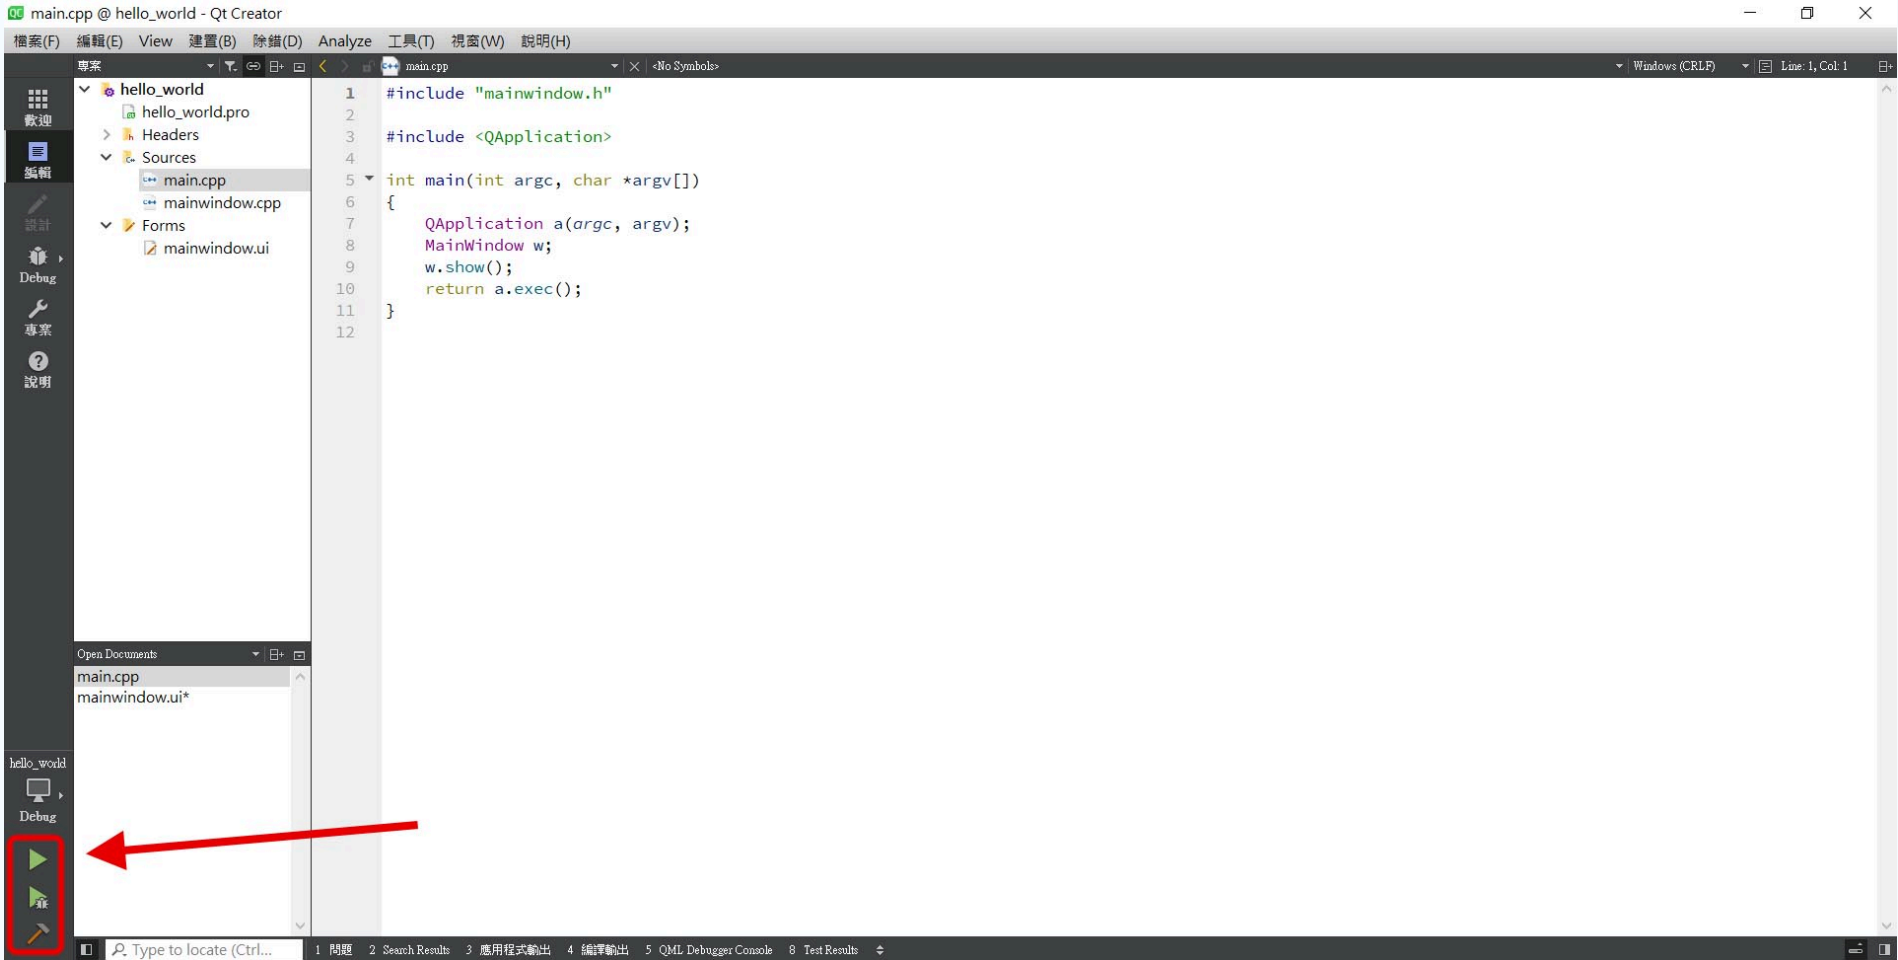 main.cpp @ hello_world - Qt Creator
檔案(F) 編輯(E) View 建置(B) 除錯(D) Analyze 工具(T) 視窗(W) 說明(H)
專案
main.cpp
<No Symbols>
Windows (CRLF)
Line: 1, Col: 1
歡迎
編輯
設計
Debug
專案
說明
hello_world
hello_world.pro
Headers
Sources
main.cpp
mainwindow.cpp
Forms
mainwindow.ui
1 #include "mainwindow.h"
2
3 #include <QApplication>
4
5 int main(int argc, char *argv[])
6 {
7 QApplication a(argc, argv);
8 MainWindow w;
9 w.show();
10 return a.exec();
11 }
12
Open Documents
main.cpp
mainwindow.ui*
hello_world
Debug
Type to locate (Ctrl...
1 問題 2 Search Results 3 應用程式輸出 4 編譯輸出 5 QML Debugger Console 8 Test Results